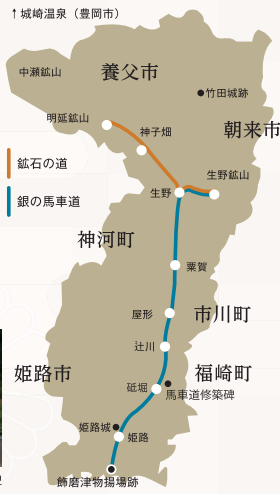 ↑城崎温泉（豊岡市）
中瀬鉱山
養父市
竹田城跡
明延鉱山
神子畑
朝来市
鉱石の道
生野鉱山
生野
銀の馬車道
神河町
粟賀
屋形
市川町
辻川
姫路市
福崎町
砥堀
馬車道修築碑
姫路城
姫路
飾磨津物揚場跡